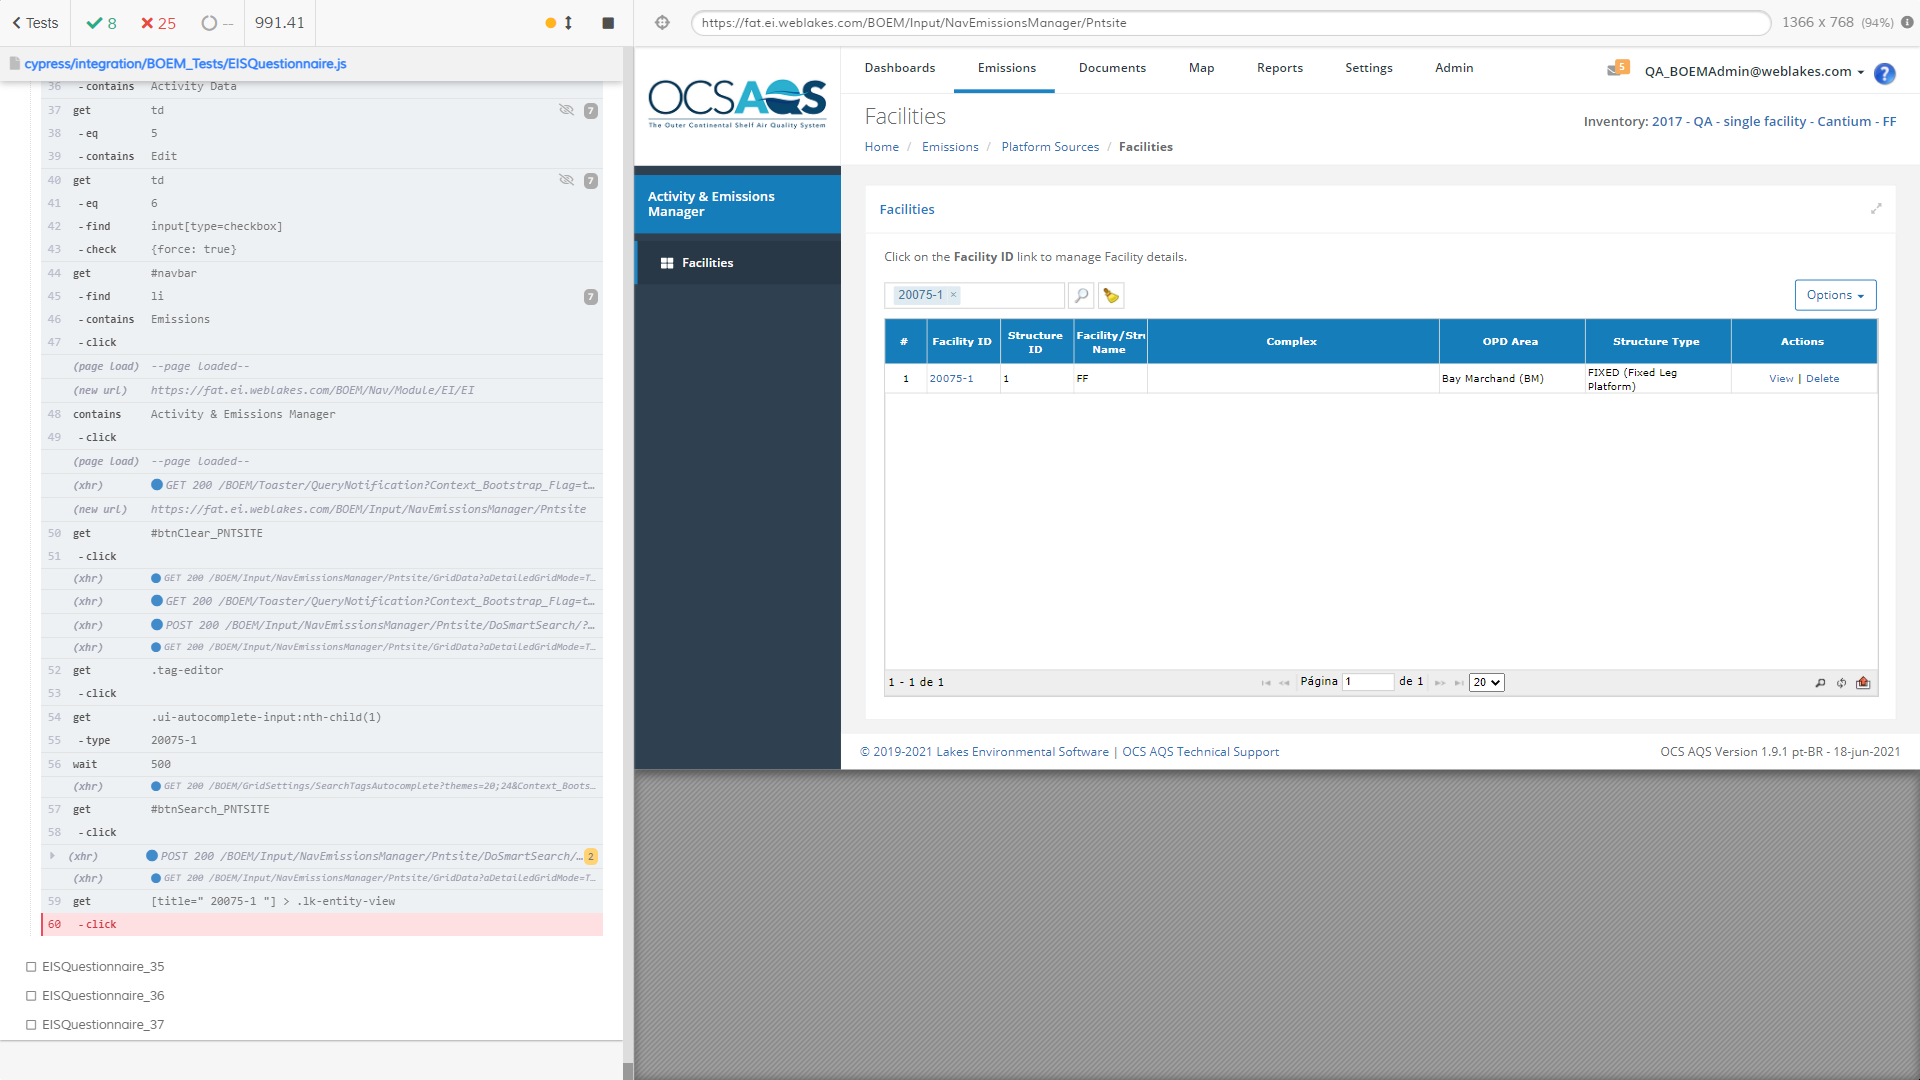 Tests
8
25
--
991.41
https://fat.ei.weblakes.com/BOEM/Input/NavEmissionsManager/Pntsite
1366 x 768 (94%)
cypress/integration/BOEM_Tests/EISQuestionnaire.js
36 - contains Activity Data
37 get td 7
38 - eq 5
39 - contains Edit
40 get td 7
41 - eq 6
42 - find input[type=checkbox]
43 - check {force: true}
44 get #navbar
45 - find li 7
46 - contains Emissions
47 - click
(page load) --page loaded--
(new url) https://fat.ei.weblakes.com/BOEM/Nav/Module/EI/EI
48 contains Activity & Emissions Manager
49 - click
(page load) --page loaded--
(xhr) GET 200 /BOEM/Toaster/QueryNotification?Context_Bootstrap_Flag=t…
(new url) https://fat.ei.weblakes.com/BOEM/Input/NavEmissionsManager/Pntsite
50 get #btnClear_PNTSITE
51 - click
(xhr) GET 200 /BOEM/Input/NavEmissionsManager/Pntsite/GridData?aDetailedGridMode=T…
(xhr) GET 200 /BOEM/Toaster/QueryNotification?Context_Bootstrap_Flag=t…
(xhr) POST 200 /BOEM/Input/NavEmissionsManager/Pntsite/DoSmartSearch/?…
(xhr) GET 200 /BOEM/Input/NavEmissionsManager/Pntsite/GridData?aDetailedGridMode=T…
52 get .tag-editor
53 - click
54 get .ui-autocomplete-input:nth-child(1)
55 - type 20075-1
56 wait 500
(xhr) GET 200 /BOEM/GridSettings/SearchTagsAutocomplete?themes=20;24&Context_Boots…
57 get #btnSearch_PNTSITE
58 - click
(xhr) POST 200 /BOEM/Input/NavEmissionsManager/Pntsite/DoSmartSearch/… 2
(xhr) GET 200 /BOEM/Input/NavEmissionsManager/Pntsite/GridData?aDetailedGridMode=T…
59 get [title=" 20075-1 "] > .lk-entity-view
60 - click
EISQuestionnaire_35
EISQuestionnaire_36
EISQuestionnaire_37
OCSAQS
The Outer Continental Shelf Air Quality System
Dashboards Emissions Documents Map Reports Settings Admin
5
QA_BOEMAdmin@weblakes.com
?
Facilities
Inventory: 2017 - QA - single facility - Cantium - FF
Home / Emissions / Platform Sources / Facilities
Activity & Emissions
Manager
Facilities
Facilities
Click on the Facility ID link to manage Facility details.
20075-1 ×
Options
# Facility ID Structure ID Facility/Stru Name Complex OPD Area Structure Type Actions
1 20075-1 1 FF Bay Marchand (BM) FIXED (Fixed Leg Platform) View | Delete
1 - 1 de 1
Página 1 de 1 20
© 2019-2021 Lakes Environmental Software | OCS AQS Technical Support
OCS AQS Version 1.9.1 pt-BR - 18-jun-2021